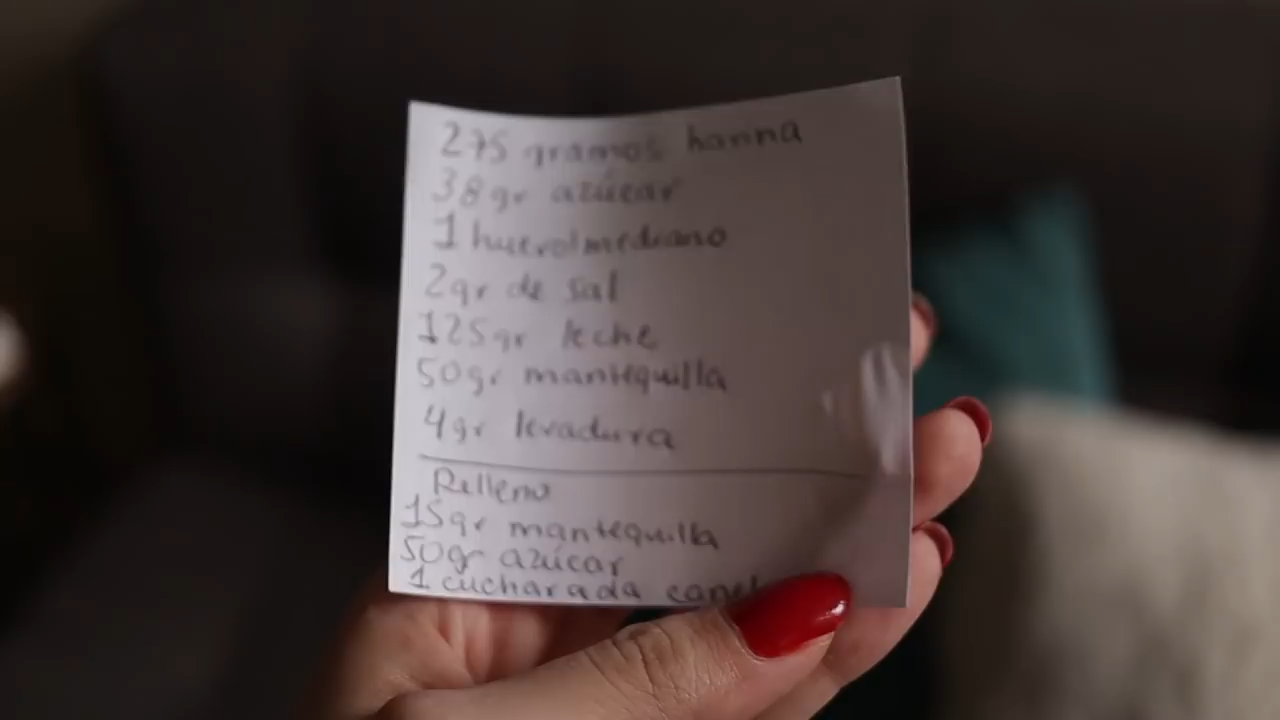 275 gramos harina
38gr azúcar
1 huevo mediano
2gr de sal
125gr leche
50gr mantequilla
4gr levadura
Relleno
15gr mantequilla
50gr azúcar
1 cucharada